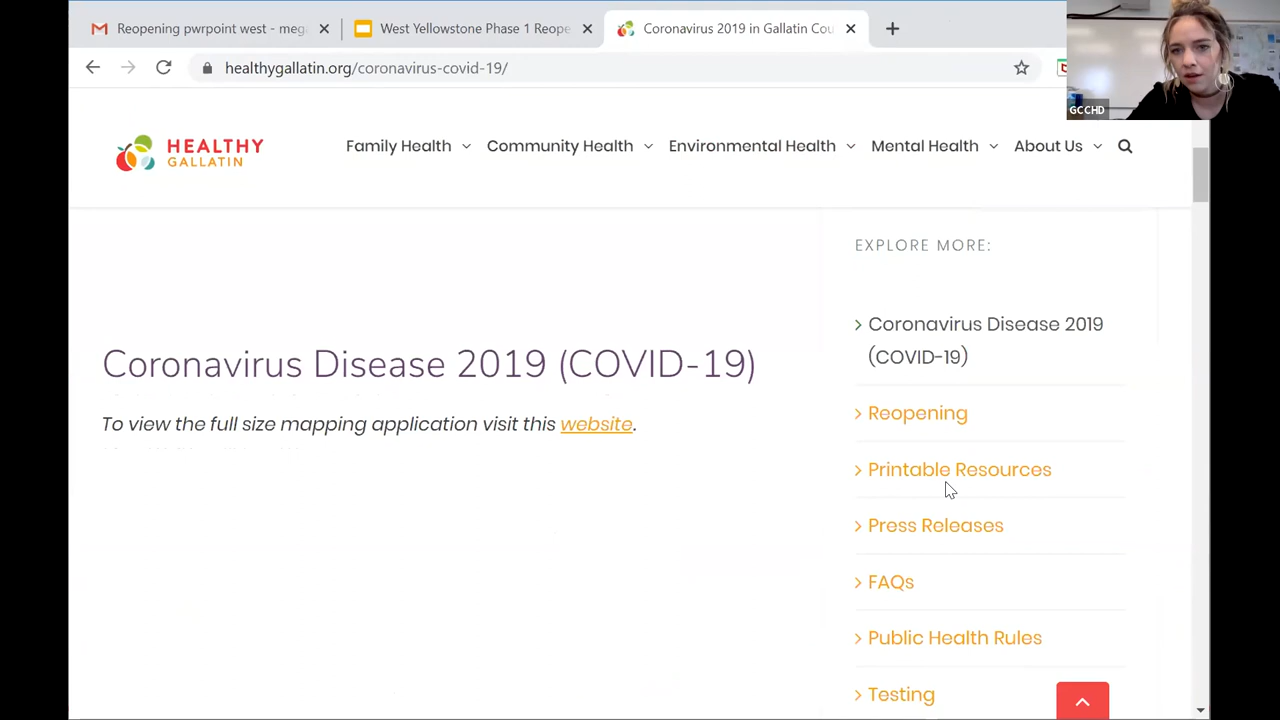 Reopening pwrpoint west - meg
West Yellowstone Phase 1 Reope
Coronavirus 2019 in Gallatin Cou
healthygallatin.org/coronavirus-covid-19/
GCCHD
HEALTHY
GALLATIN
Family Health
Community Health
Environmental Health
Mental Health
About Us
EXPLORE MORE:
Coronavirus Disease 2019
(COVID-19)
Coronavirus Disease 2019 (COVID-19)
To view the full size mapping application visit this website.
Reopening
Printable Resources
Press Releases
FAQs
Public Health Rules
Testing